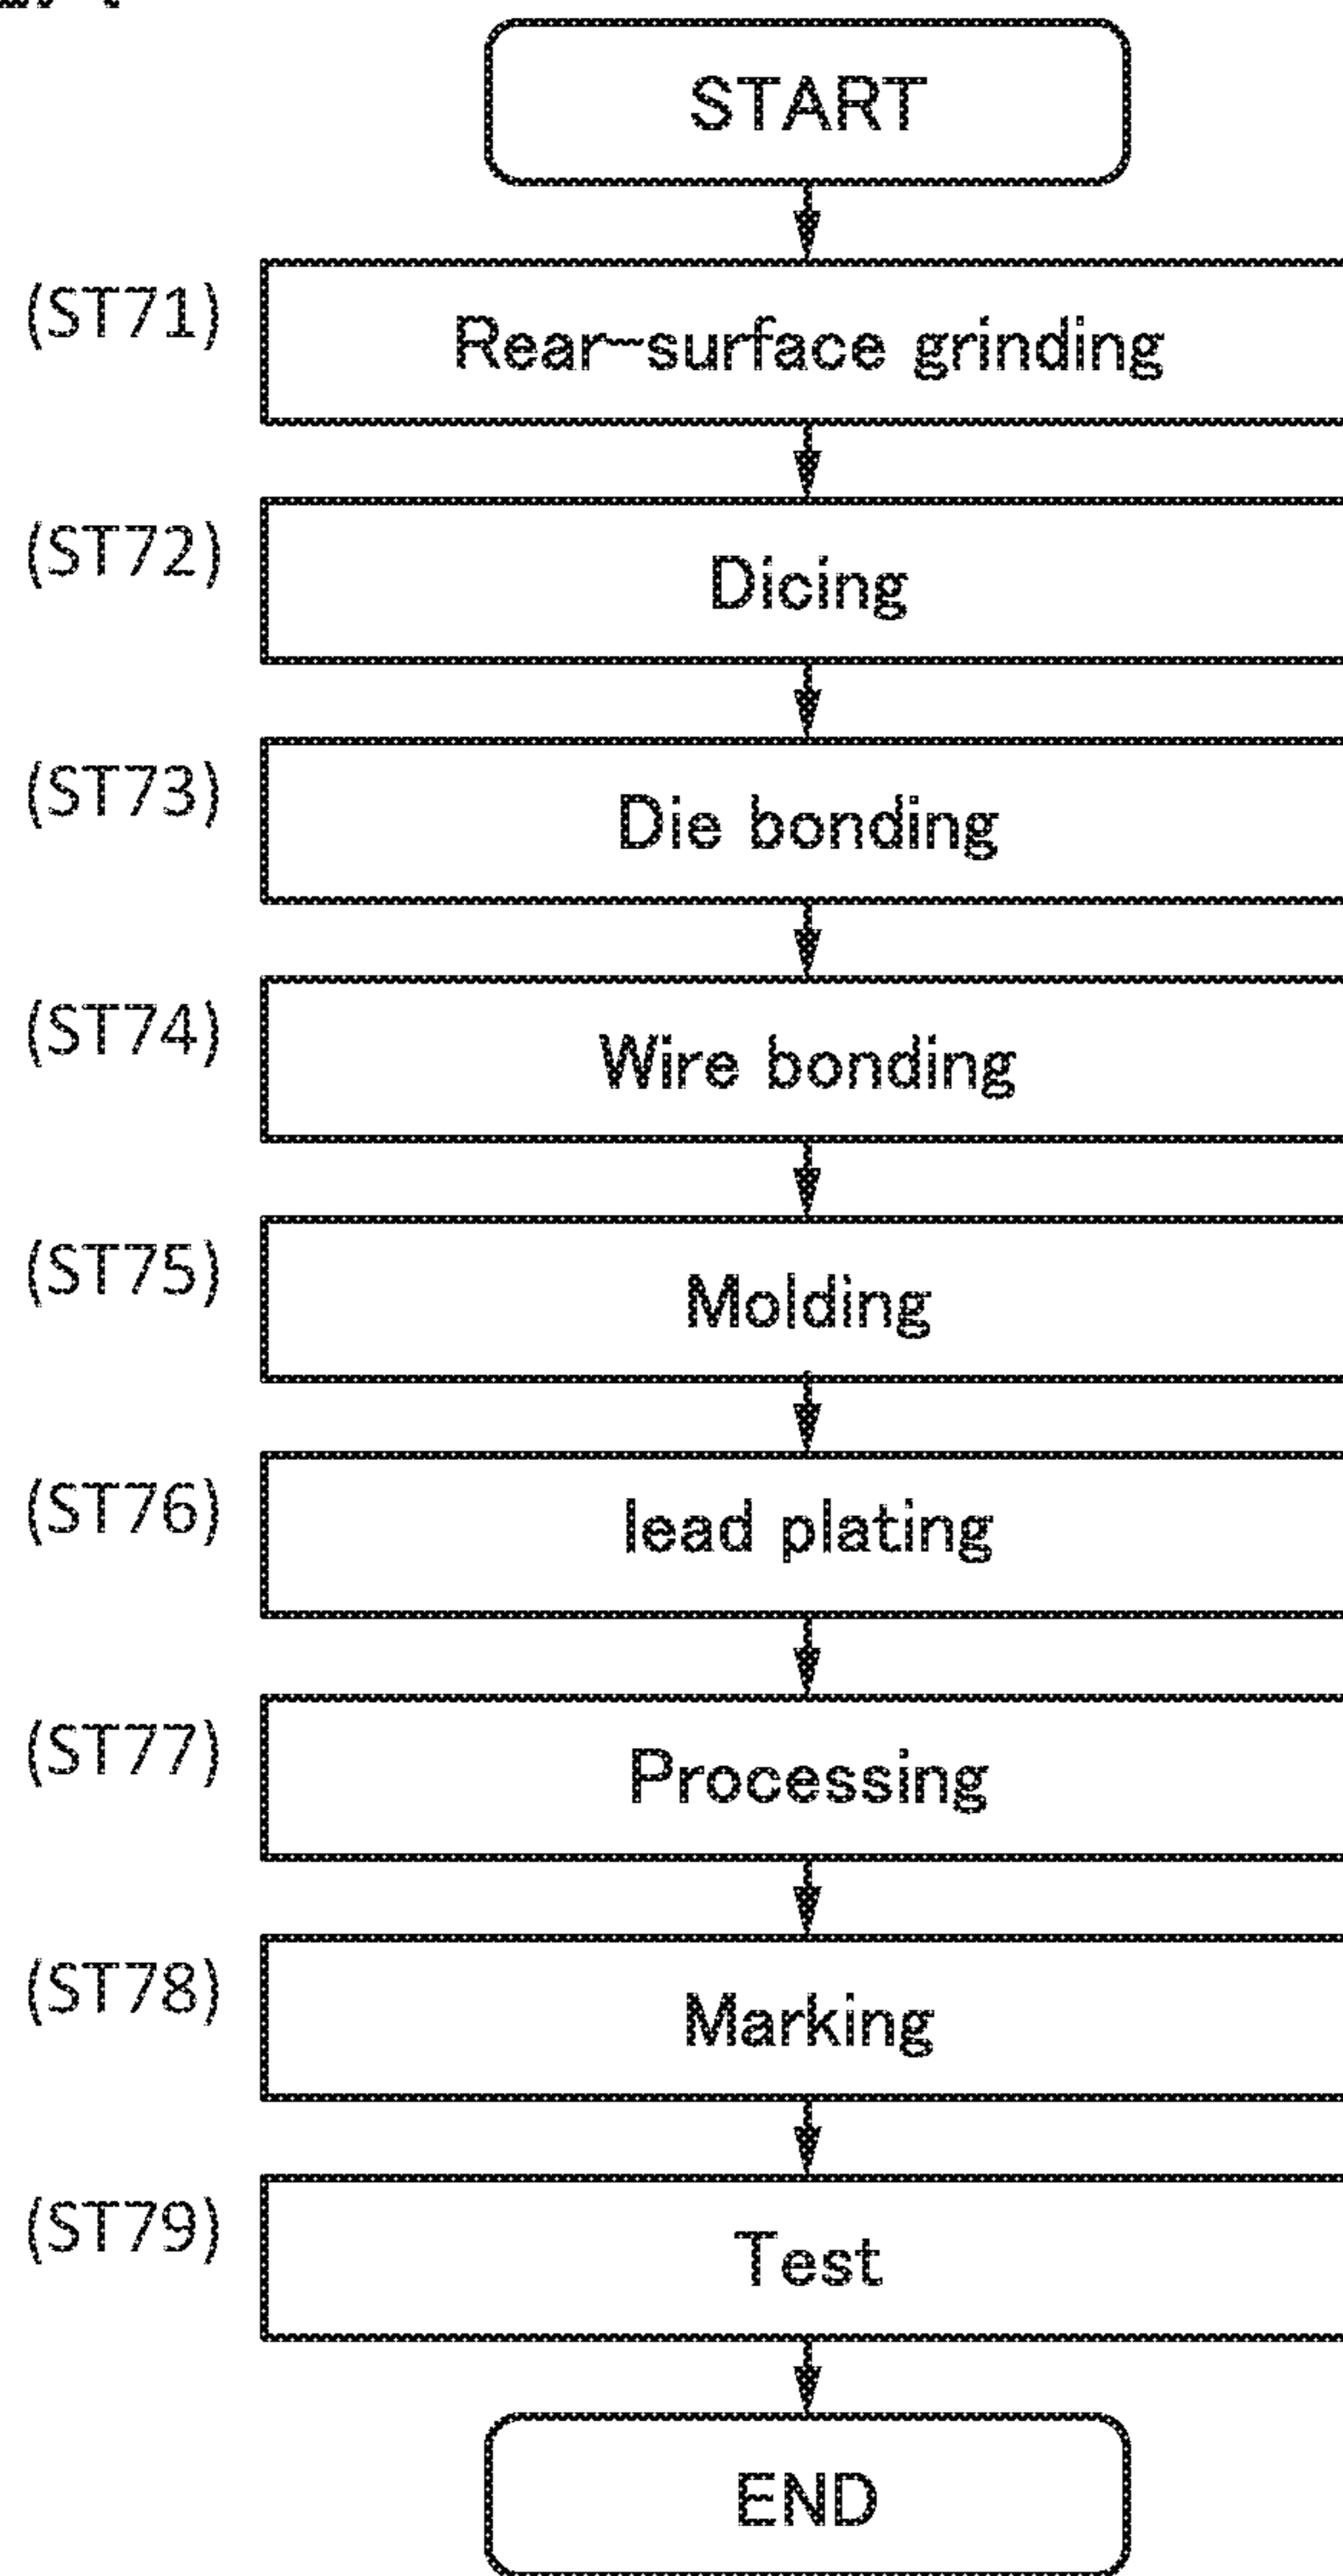 START
(ST71) Rear-surface grinding
(ST72) Dicing
(ST73) Die bonding
(ST74) Wire bonding
(ST75) Molding
(ST76) lead plating
(ST77) Processing
(ST78) Marking
(ST79) Test
END